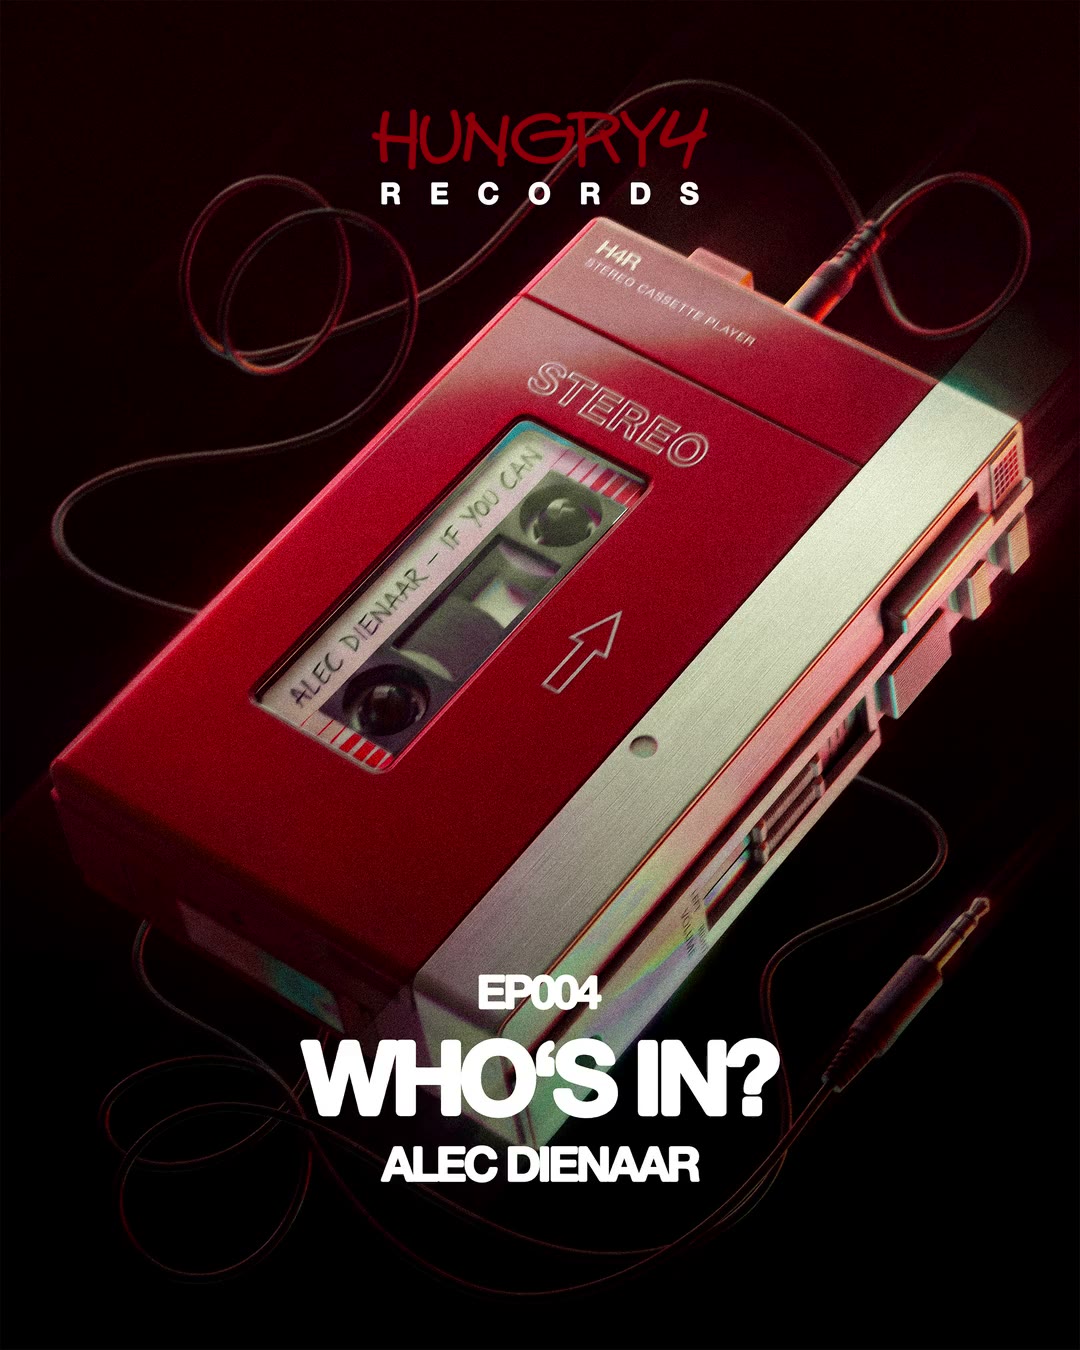 HUNGRY4
RECORDS
H4R
STEREO CASSETTE PLAYER
STEREO
ALEC DIENAAR - IF YOU CAN
EP004
WHO‘S IN?
ALEC DIENAAR